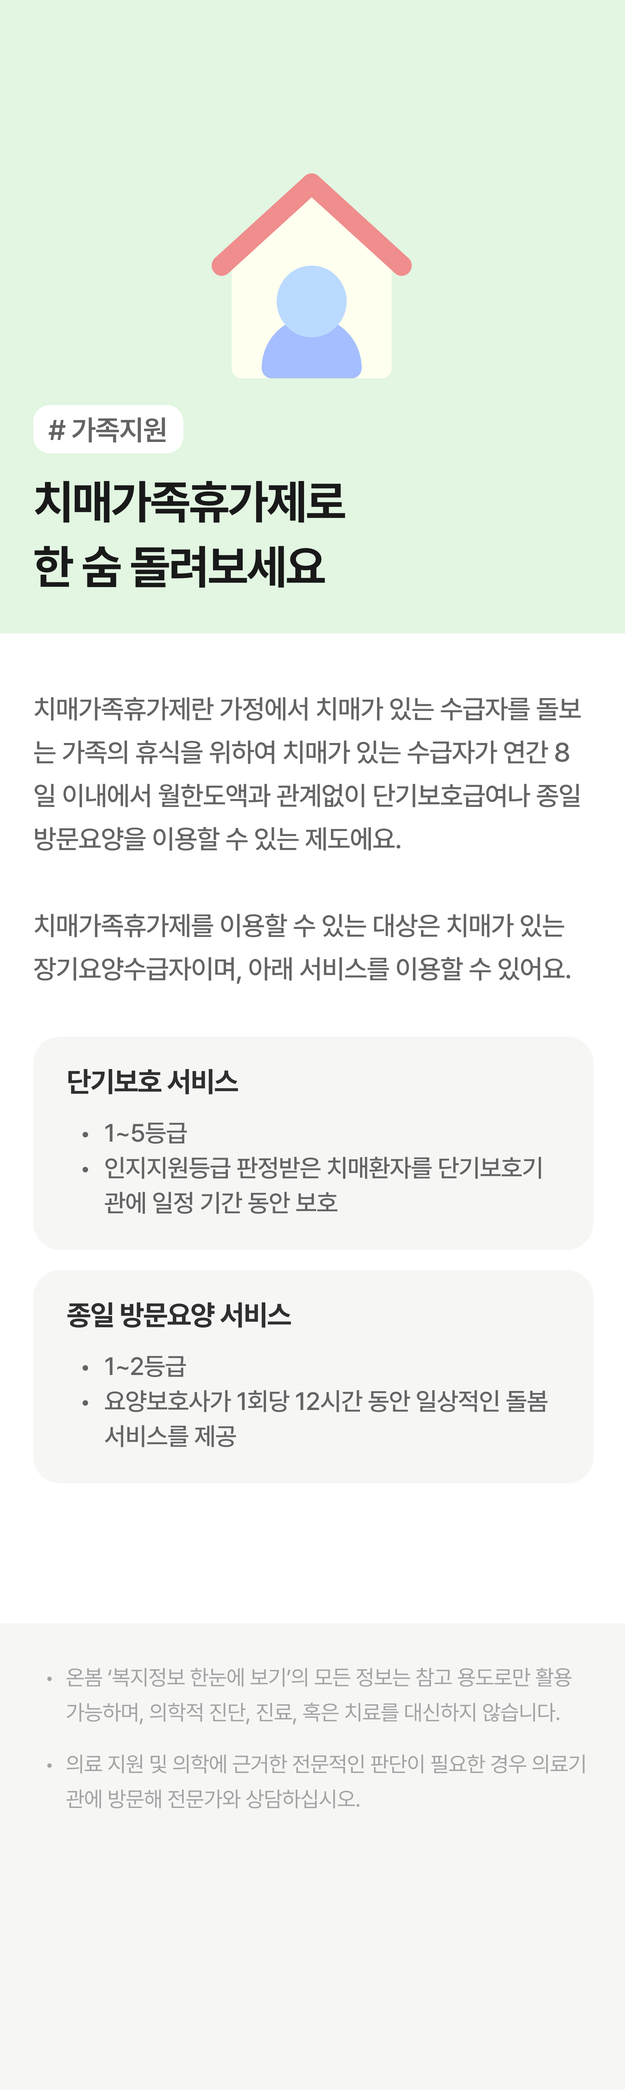 # 가족지원
치매가족휴가제로
한 숨 돌려보세요
치매가족휴가제란 가정에서 치매가 있는 수급자를 돌보
는 가족의 휴식을 위하여 치매가 있는 수급자가 연간 8
일 이내에서 월한도액과 관계없이 단기보호급여나 종일
방문요양을 이용할 수 있는 제도에요.
치매가족휴가제를 이용할 수 있는 대상은 치매가 있는
장기요양수급자이며, 아래 서비스를 이용할 수 있어요.
단기보호 서비스
• 1~5등급
• 인지지원등급 판정받은 치매환자를 단기보호기
관에 일정 기간 동안 보호
종일 방문요양 서비스
• 1~2등급
• 요양보호사가 1회당 12시간 동안 일상적인 돌봄
서비스를 제공
• 온봄 ‘복지정보 한눈에 보기’의 모든 정보는 참고 용도로만 활용
가능하며, 의학적 진단, 진료, 혹은 치료를 대신하지 않습니다.
• 의료 지원 및 의학에 근거한 전문적인 판단이 필요한 경우 의료기
관에 방문해 전문가와 상담하십시오.